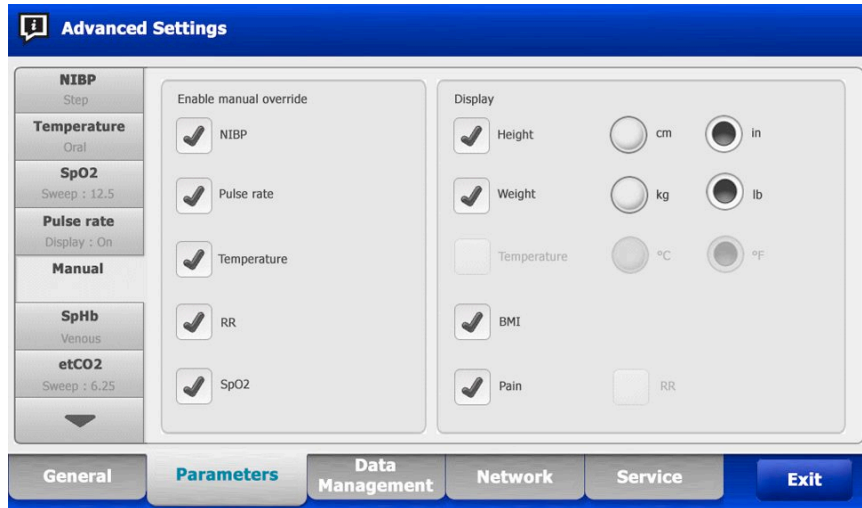 Advanced Settings
NIBP
Step
Temperature
Oral
SpO2
Sweep : 12.5
Pulse rate
Display : On
Manual
SpHb
Venous
etCO2
Sweep : 6.25
Enable manual override
NIBP
Pulse rate
Temperature
RR
SpO2
Display
Height cm in
Weight kg lb
Temperature °C °F
BMI
Pain RR
General
Parameters
Data
Management
Network
Service
Exit